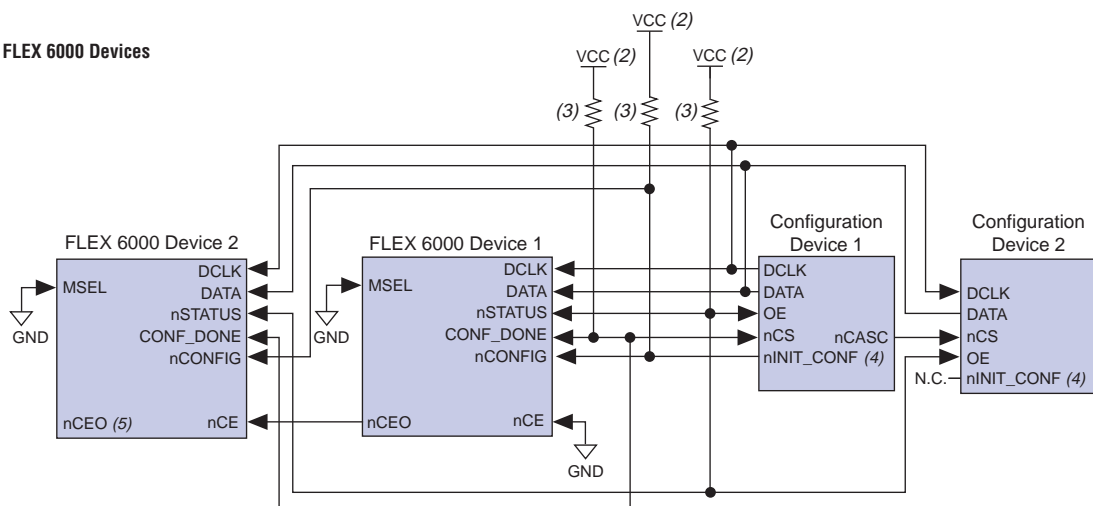 FLEX 6000 Devices
VCC (2)
VCC (2)
VCC (2)
(3)
(3)
(3)
FLEX 6000 Device 2
MSEL
GND
DCLK
DATA
nSTATUS
CONF_DONE
nCONFIG
nCEO (5)
nCE
FLEX 6000 Device 1
MSEL
GND
DCLK
DATA
nSTATUS
CONF_DONE
nCONFIG
nCEO
nCE
GND
Configuration
Device 1
DCLK
DATA
OE
nCS
nCASC
nINIT_CONF (4)
Configuration
Device 2
DCLK
DATA
nCS
OE
N.C.
nINIT_CONF (4)